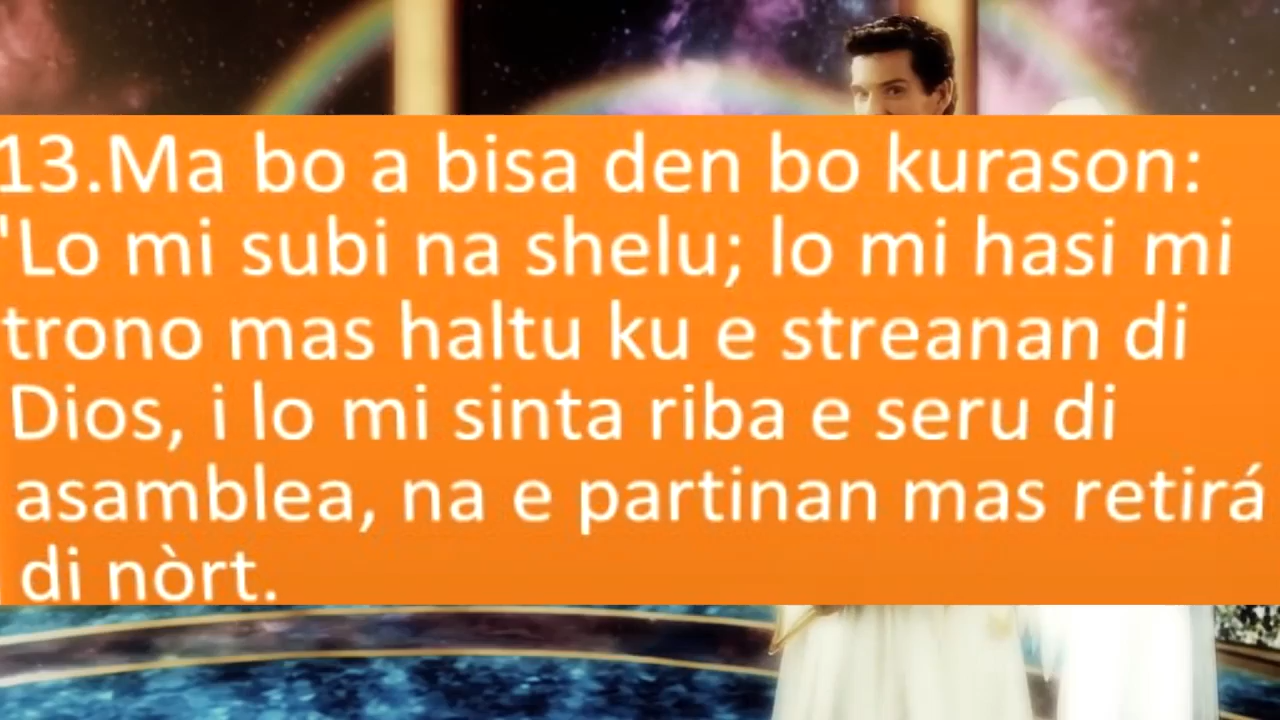 13.Ma bo a bisa den bo kurason:
'Lo mi subi na shelu; lo mi hasi mi
trono mas haltu ku e streanan di
Dios, i lo mi sinta riba e seru di
asamblea, na e partinan mas retirá
di nòrt.